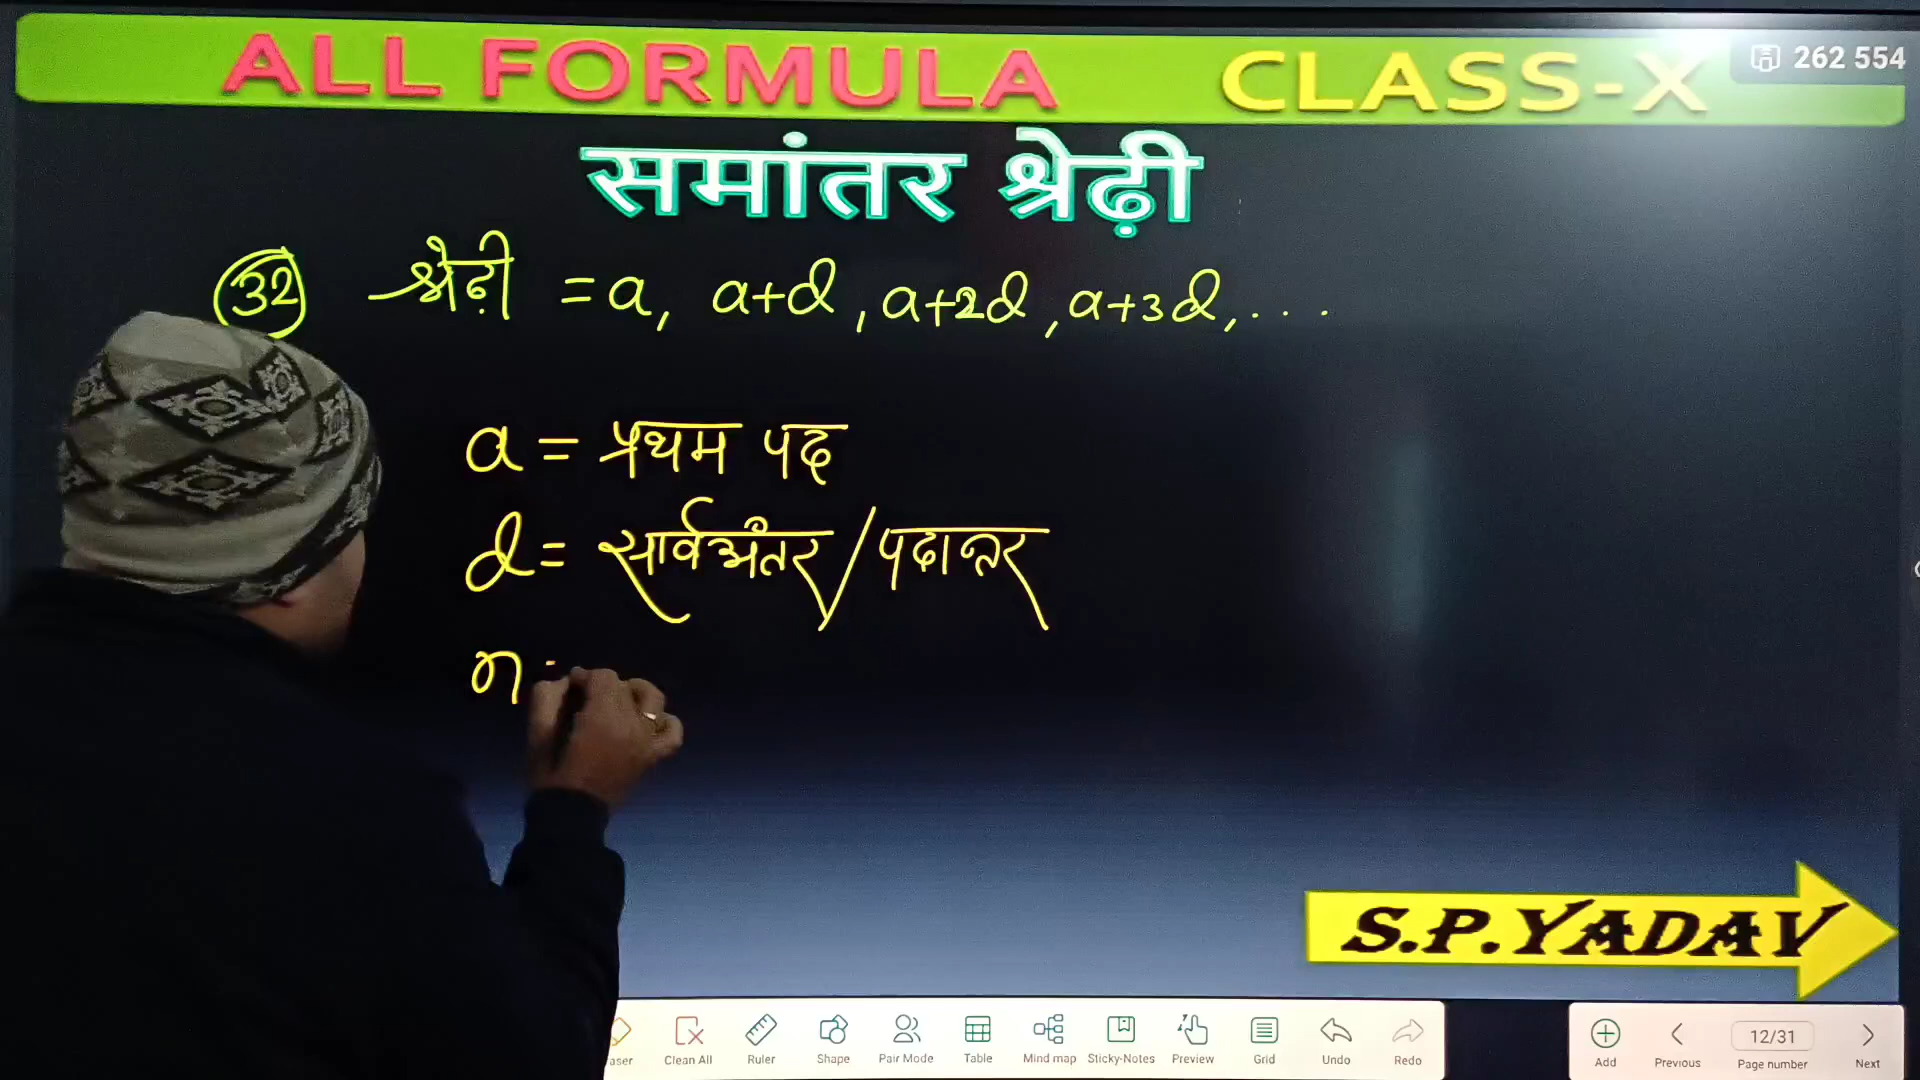 ALL FORMULA CLASS-X
262 554
समांतर श्रेढ़ी
32 श्रेढ़ी = a, a+d, a+2d, a+3d, ...
a = प्रथम पद
d = सार्वअंतर/पदान्तर
n =
S.P.YADAV
aser Clean All Ruler Shape Pair Mode Table Mind map Sticky-Notes Preview Grid Undo Redo
Add Previous 12/31 Page number Next